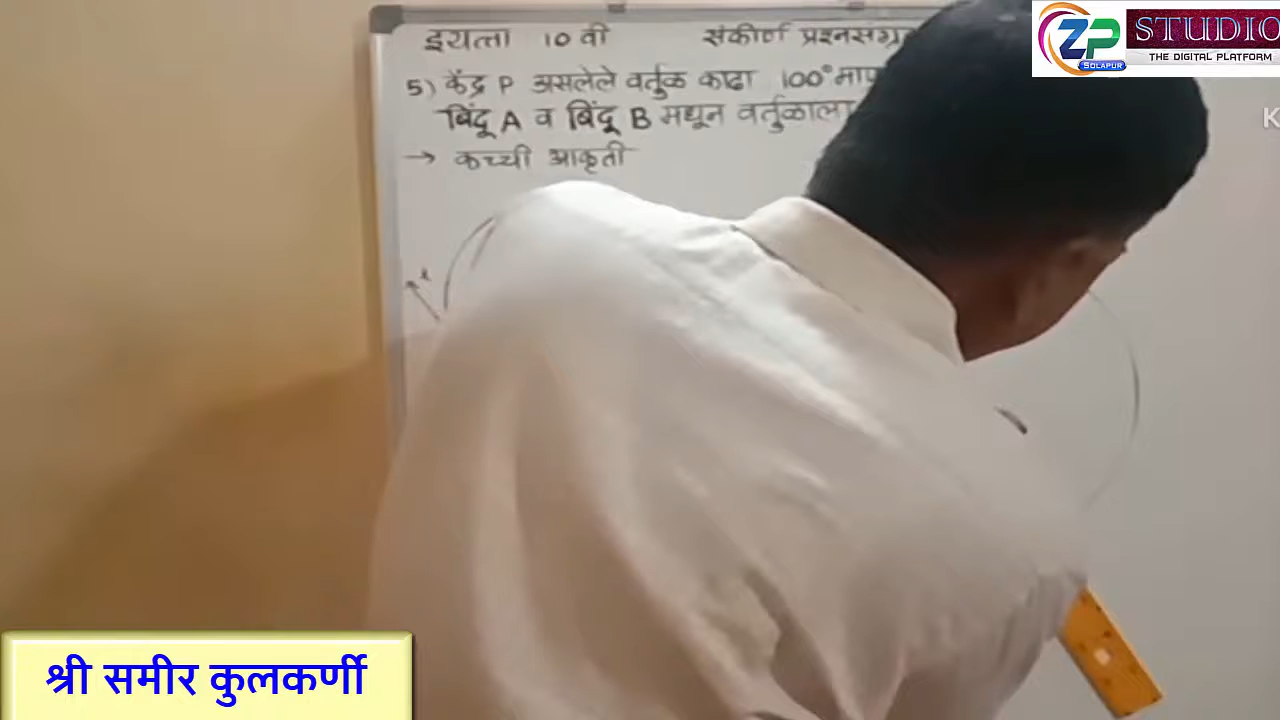 इयत्ता 10 वी संकीर्ण प्रश्नसंग्रह
5) केंद्र P असलेले वर्तुळ काढा 100° माप
बिंदू A व बिंदू B मधून वर्तुळाला
→ कच्ची आकृती
l
ZP STUDIO
SOLAPUR THE DIGITAL PLATFORM
K
श्री समीर कुलकर्णी